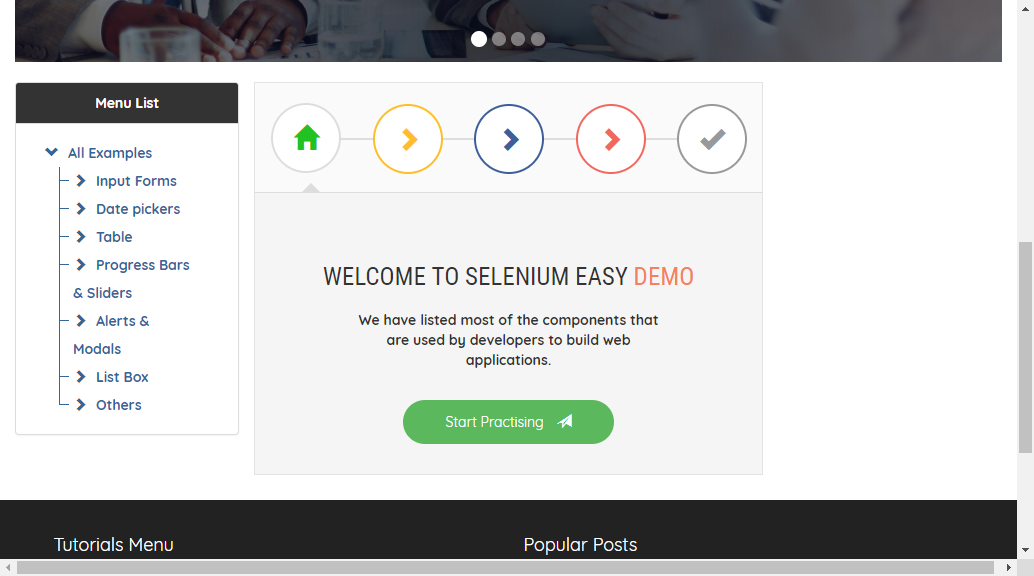 Menu List
All Examples
Input Forms
Date pickers
Table
Progress Bars
& Sliders
Alerts &
Modals
List Box
Others
WELCOME TO SELENIUM EASY DEMO
We have listed most of the components that
are used by developers to build web
applications.
Start Practising
Tutorials Menu
Popular Posts